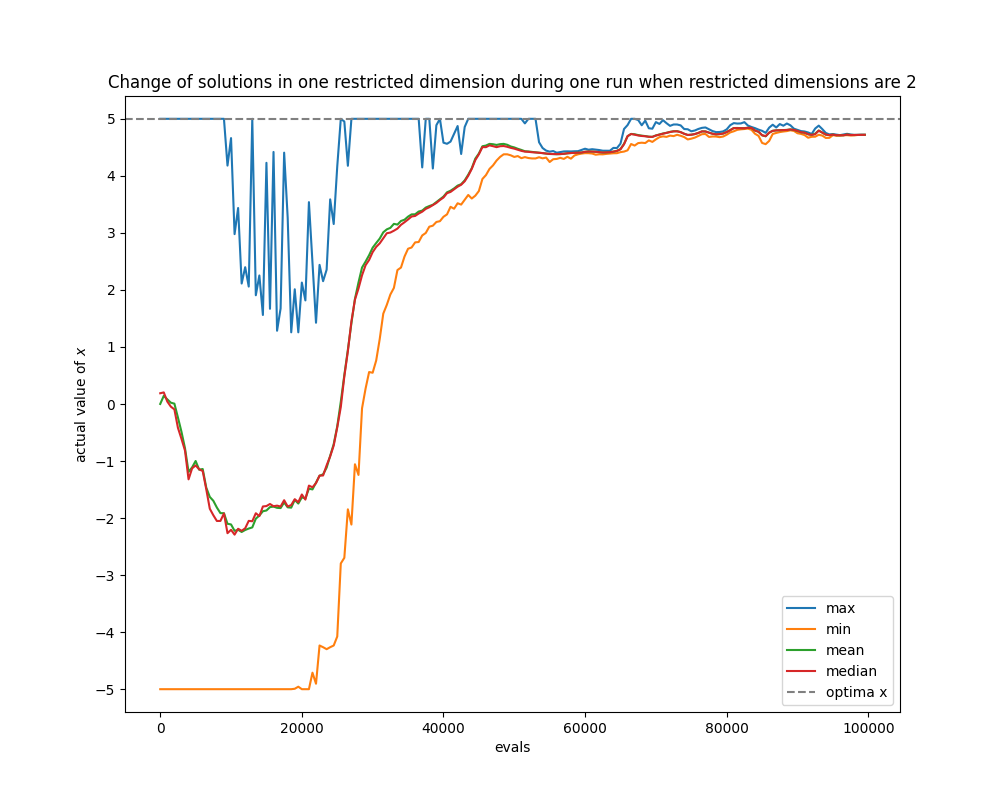 Change of solutions in one restricted dimension during one run when restricted dimensions are 2
5
4
3
2
1
0
−1
−2
−3
−4
−5
actual value of x
0
20000
40000
60000
80000
100000
evals
max
min
mean
median
optima x